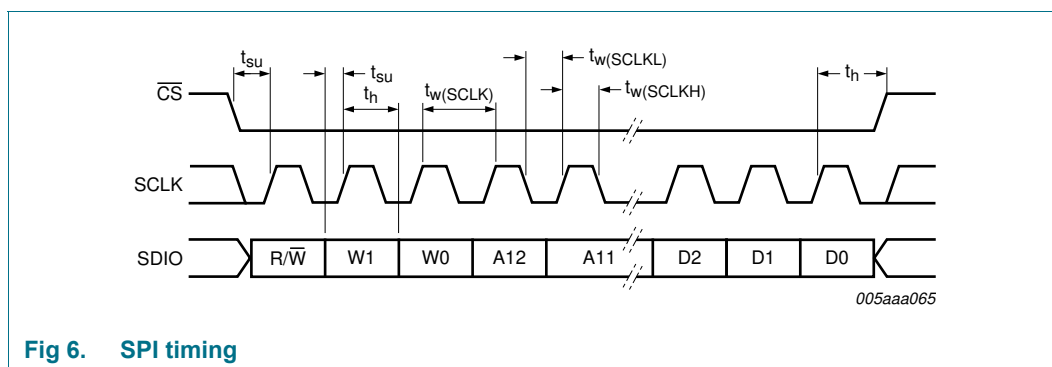 tsu
tsu
tw(SCLKL)
th
tw(SCLK)
tw(SCLKH)
th
CS
SCLK
SDIO
R/W W1 W0 A12 A11 D2 D1 D0
005aaa065
Fig 6. SPI timing